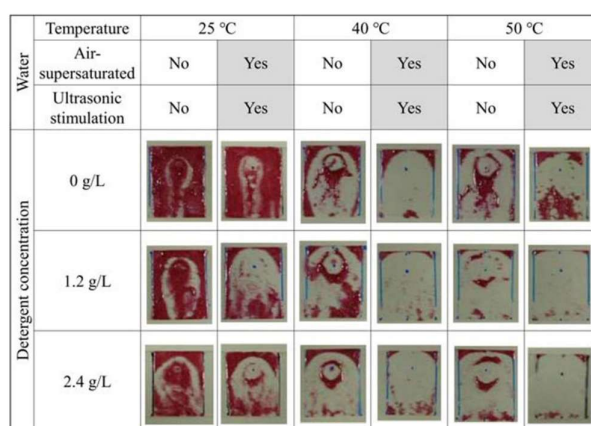 Water
Temperature 25 °C 40 °C 50 °C
Air-
supersaturated No Yes No Yes No Yes
Ultrasonic
stimulation No Yes No Yes No Yes
Detergent concentration
0 g/L
1.2 g/L
2.4 g/L